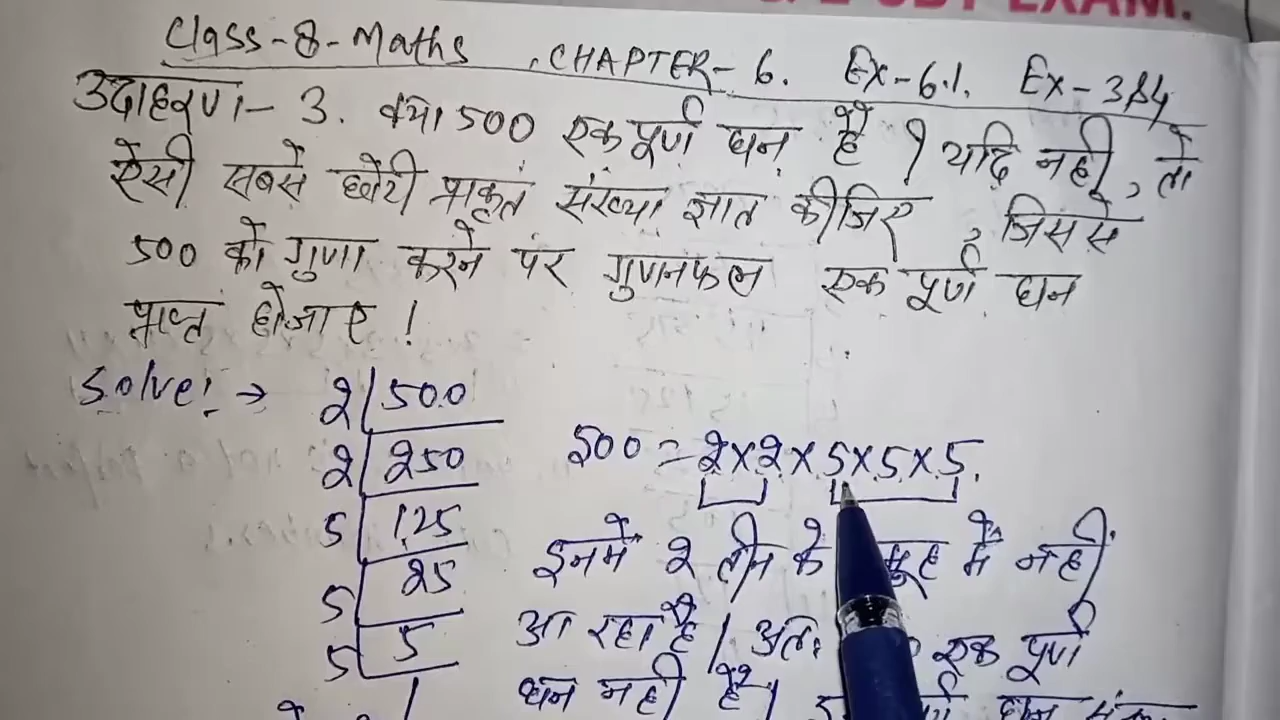 EXAM.
Class-8-Maths , CHAPTER-6. Ex-6.1. Ex-3&4
उदाहरण-3. क्या 500 एक पूर्ण घन है ? यदि नही, तो
ऐसी सबसे छोटी प्राकृत संख्या ज्ञात कीजिए, जिससे
500 को गुणा करने पर गुणनफल एक पूर्ण घन
प्राप्त होजाए !
Solve! →
2 | 500
2 | 250
5 | 125
5 | 25
5 | 5
500 = 2×2×5×5×5.
इनमें 2 तीन के में नहीं
आ रहा है | अतः एक पूर्ण
घन नही है | घन